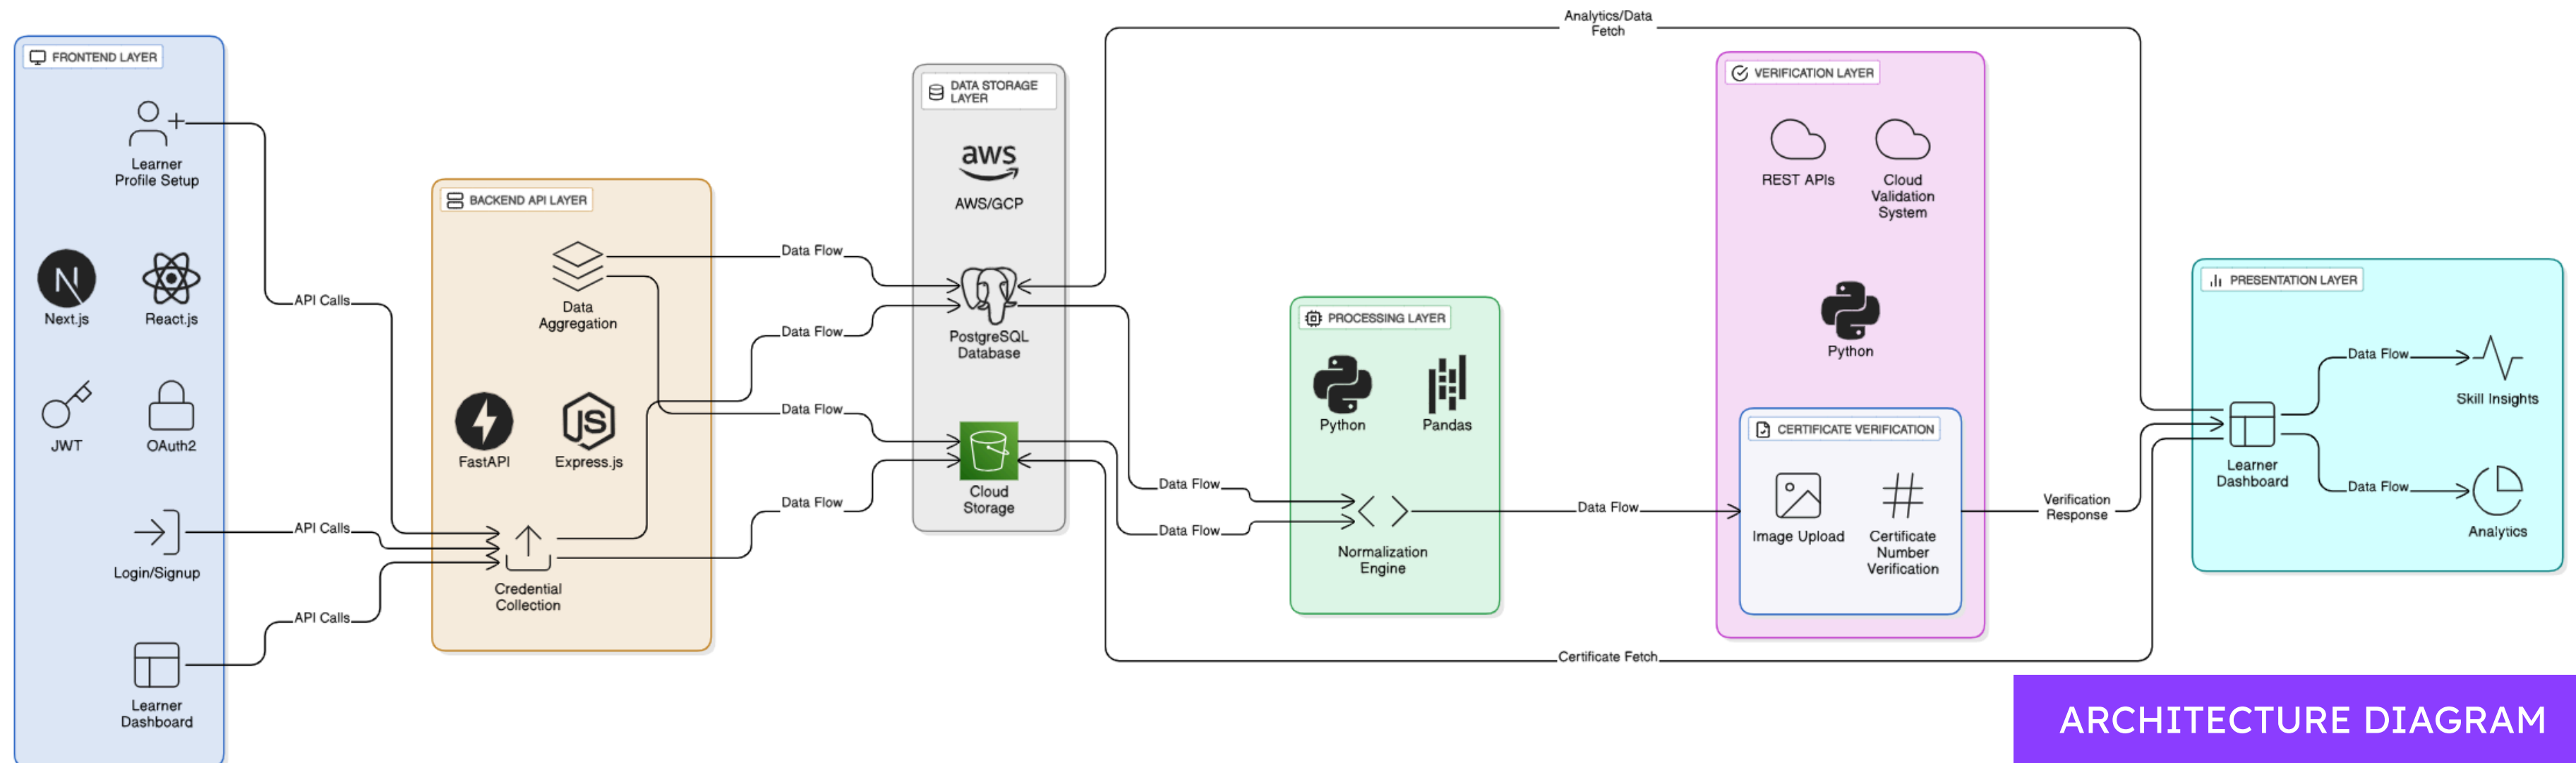 FRONTEND LAYER
Learner
Profile Setup
N
Next.js
React.js
JWT
OAuth2
Login/Signup
Learner
Dashboard
API Calls
API Calls
API Calls
BACKEND API LAYER
Data
Aggregation
FastAPI
JS
Express.js
Credential
Collection
Data Flow
Data Flow
Data Flow
Data Flow
DATA STORAGE
LAYER
aws
AWS/GCP
PostgreSQL
Database
Cloud
Storage
Analytics/Data
Fetch
Data Flow
Data Flow
PROCESSING LAYER
Python
Pandas
Normalization
Engine
Data Flow
Certificate Fetch
VERIFICATION LAYER
REST APIs
Cloud
Validation
System
Python
CERTIFICATE VERIFICATION
Image Upload
Certificate
Number
Verification
Verification
Response
PRESENTATION LAYER
Learner
Dashboard
Data Flow
Skill Insights
Data Flow
Analytics
ARCHITECTURE DIAGRAM